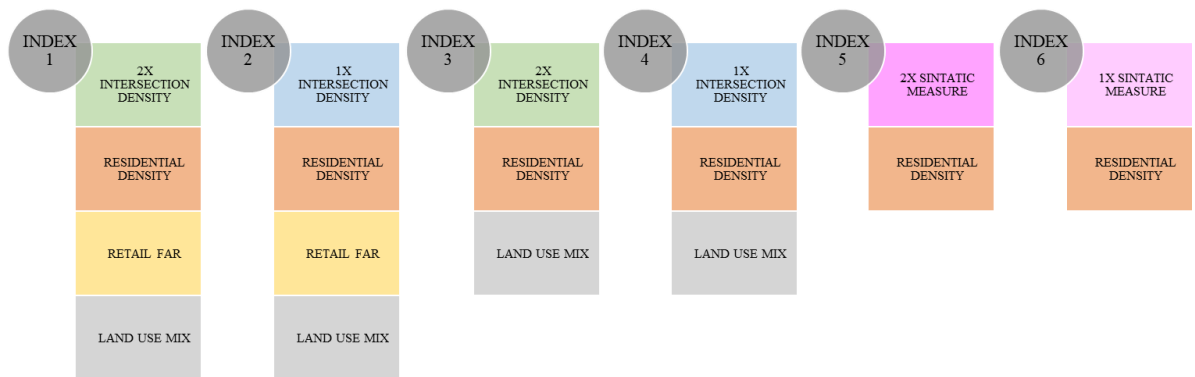 INDEX
1
2X
INTERSECTION
DENSITY
RESIDENTIAL
DENSITY
RETAIL FAR
LAND USE MIX
INDEX
2
1X
INTERSECTION
DENSITY
RESIDENTIAL
DENSITY
RETAIL FAR
LAND USE MIX
INDEX
3
2X
INTERSECTION
DENSITY
RESIDENTIAL
DENSITY
LAND USE MIX
INDEX
4
1X
INTERSECTION
DENSITY
RESIDENTIAL
DENSITY
LAND USE MIX
INDEX
5
2X SINTATIC
MEASURE
RESIDENTIAL
DENSITY
INDEX
6
1X SINTATIC
MEASURE
RESIDENTIAL
DENSITY